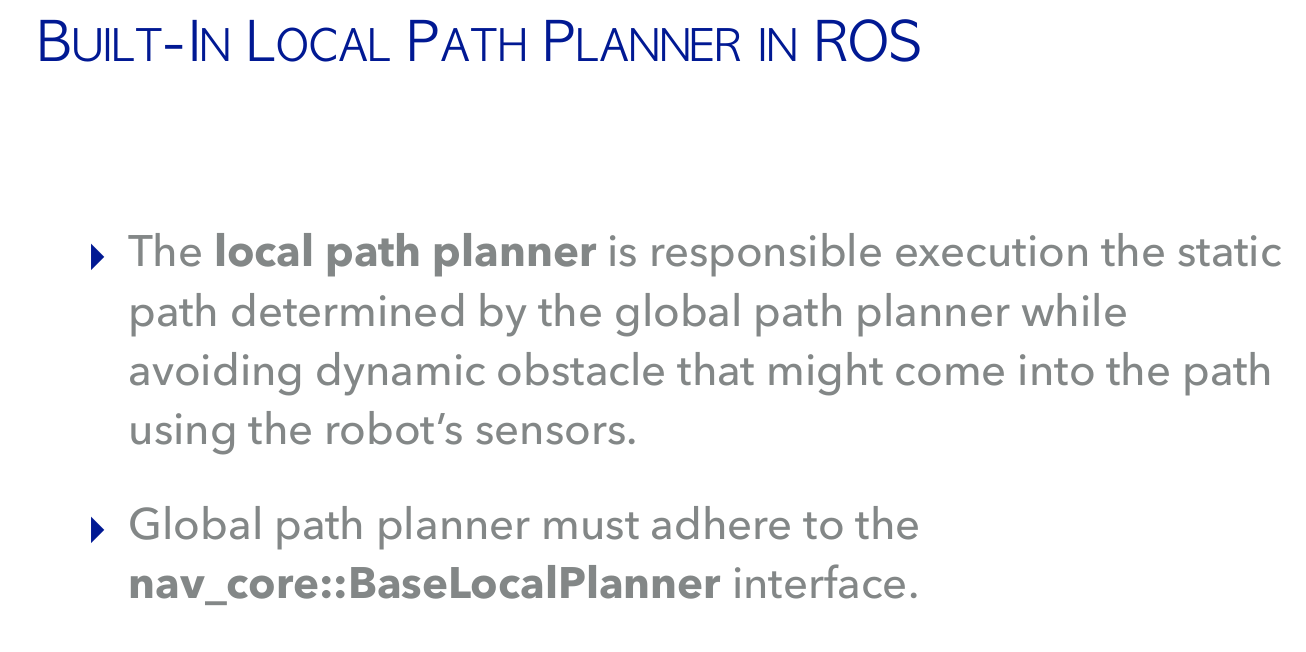 Built-In Local Path Planner in ROS
The local path planner is responsible execution the static
path determined by the global path planner while
avoiding dynamic obstacle that might come into the path
using the robot’s sensors.
Global path planner must adhere to the
nav_core::BaseLocalPlanner interface.